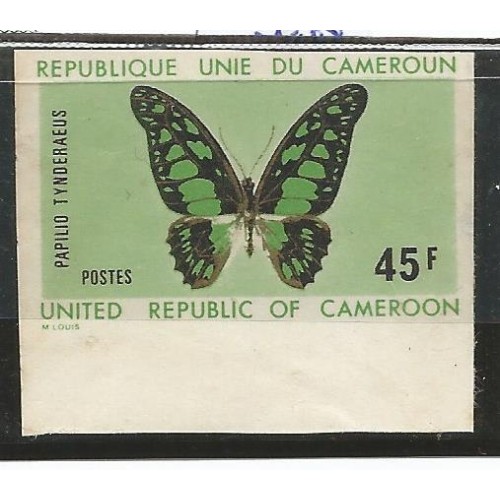 REPUBLIQUE UNIE DU CAMEROUN
PAPILIO TYNDERAEUS
POSTES
45F
UNITED REPUBLIC OF CAMEROON
M LOUIS